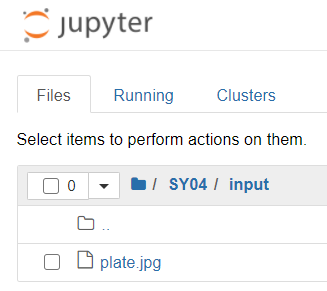 jupyter
Files Running Clusters
Select items to perform actions on them.
0 / SY04 / input
..
plate.jpg